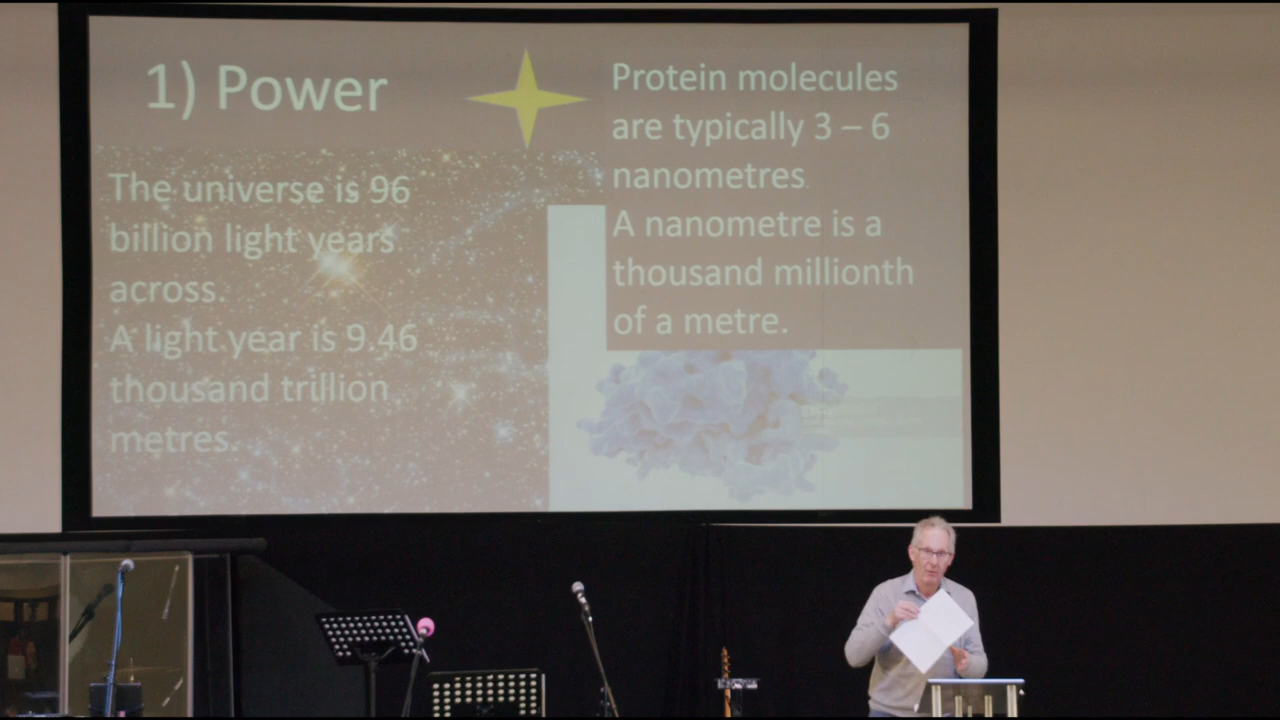 1) Power
The universe is 96
billion light years
across.
A light year is 9.46
thousand trillion
metres.
Protein molecules
are typically 3 – 6
nanometres.
A nanometre is a
thousand millionth
of a metre.